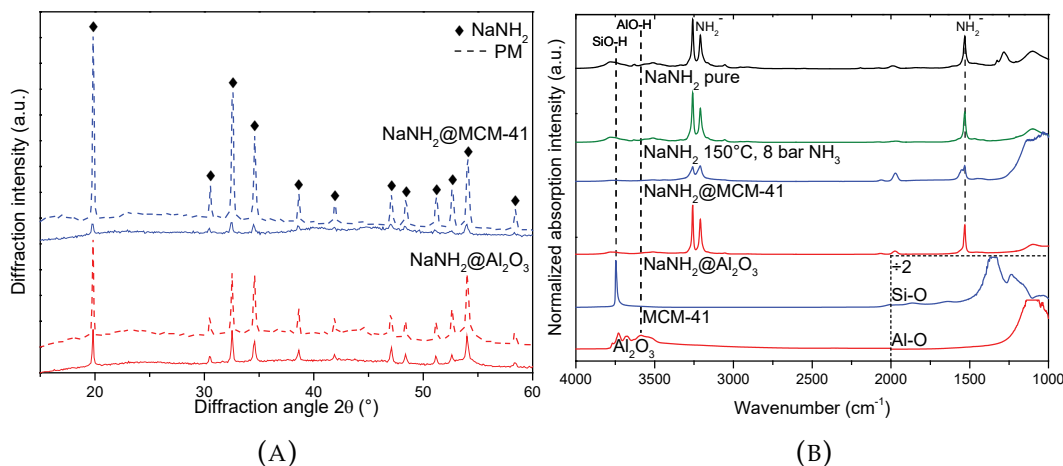 ◆ NaNH₂
-- PM
NaNH₂@MCM-41
NaNH₂@Al₂O₃
Diffraction intensity (a.u.)
20
30
40
50
60
Diffraction angle 2θ (°)
(A)
AlO-H
SiO-H
NH₂⁻
NH₂⁻
NaNH₂ pure
NaNH₂ 150°C, 8 bar NH₃
NaNH₂@MCM-41
NaNH₂@Al₂O₃
÷2
Si-O
MCM-41
Al-O
Al₂O₃
Normalized absorption intensity (a.u.)
4000
3500
3000
2500
2000
1500
1000
Wavenumber (cm⁻¹)
(B)